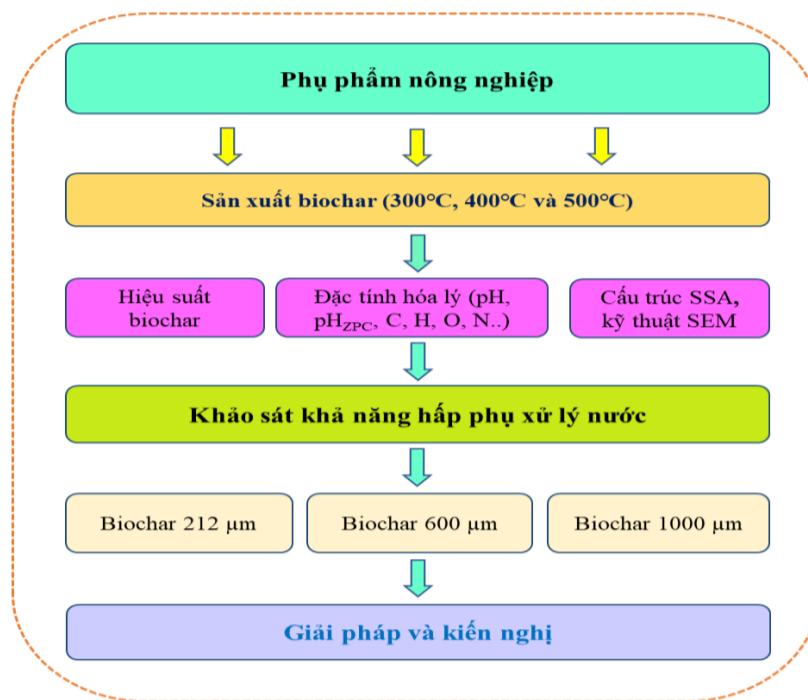 Phụ phẩm nông nghiệp
Sản xuất biochar (300°C, 400°C và 500°C)
Hiệu suất
biochar
Đặc tính hóa lý (pH,
pHZPC, C, H, O, N..)
Cấu trúc SSA,
kỹ thuật SEM
Khảo sát khả năng hấp phụ xử lý nước
Biochar 212 µm
Biochar 600 µm
Biochar 1000 µm
Giải pháp và kiến nghị